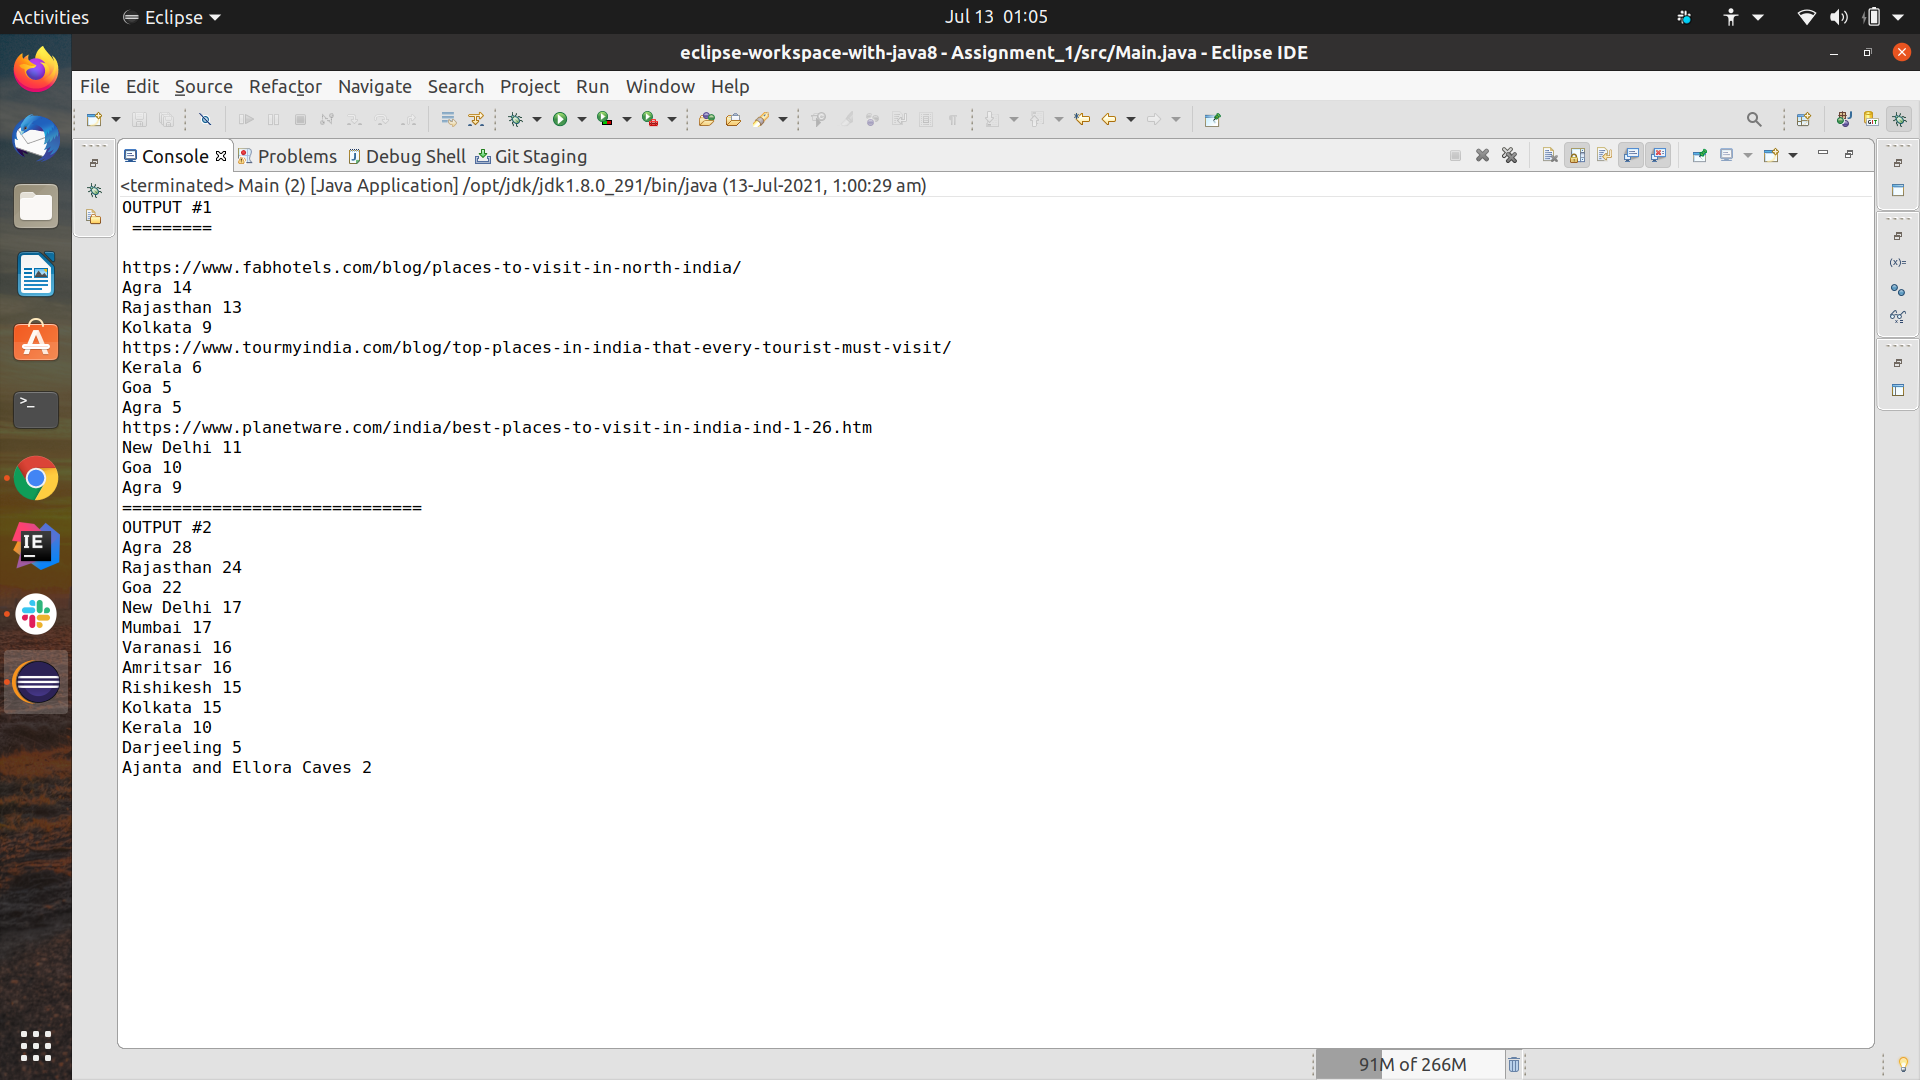 Activities Eclipse Jul 13 01:05
eclipse-workspace-with-java8 - Assignment_1/src/Main.java - Eclipse IDE
File Edit Source Refactor Navigate Search Project Run Window Help
Console Problems Debug Shell Git Staging
<terminated> Main (2) [Java Application] /opt/jdk/jdk1.8.0_291/bin/java (13-Jul-2021, 1:00:29 am)
OUTPUT #1
========
https://www.fabhotels.com/blog/places-to-visit-in-north-india/
Agra 14
Rajasthan 13
Kolkata 9
https://www.tourmyindia.com/blog/top-places-in-india-that-every-tourist-must-visit/
Kerala 6
Goa 5
Agra 5
https://www.planetware.com/india/best-places-to-visit-in-india-ind-1-26.htm
New Delhi 11
Goa 10
Agra 9
==============================
OUTPUT #2
Agra 28
Rajasthan 24
Goa 22
New Delhi 17
Mumbai 17
Varanasi 16
Amritsar 16
Rishikesh 15
Kolkata 15
Kerala 10
Darjeeling 5
Ajanta and Ellora Caves 2
91M of 266M